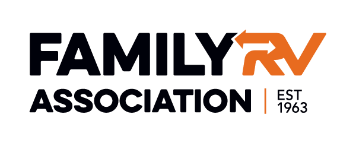 FAMILY RV
ASSOCIATION | EST
1963